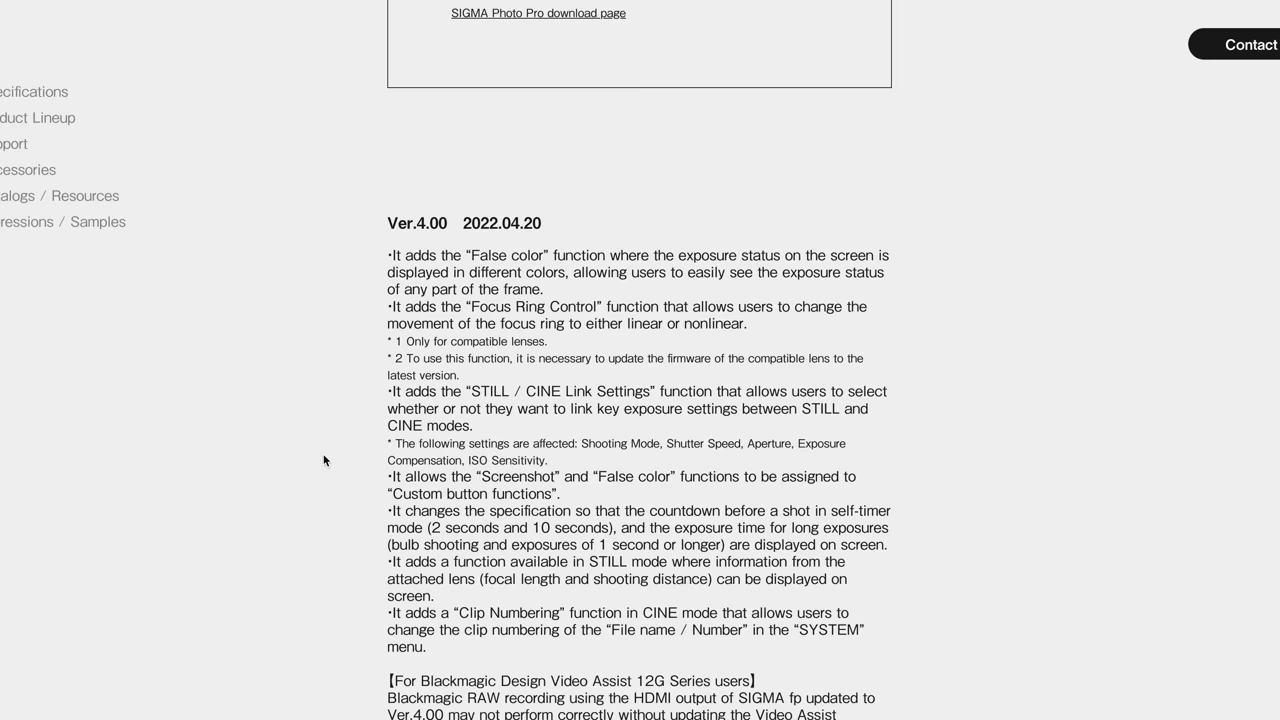 SIGMA Photo Pro download page
Contact
ecifications
duct Lineup
pport
cessories
alogs / Resources
ressions / Samples
Ver.4.00 2022.04.20
･It adds the “False color” function where the exposure status on the screen is
displayed in different colors, allowing users to easily see the exposure status
of any part of the frame.
･It adds the “Focus Ring Control” function that allows users to change the
movement of the focus ring to either linear or nonlinear.
* 1 Only for compatible lenses.
* 2 To use this function, it is necessary to update the firmware of the compatible lens to the
latest version.
･It adds the “STILL / CINE Link Settings” function that allows users to select
whether or not they want to link key exposure settings between STILL and
CINE modes.
* The following settings are affected: Shooting Mode, Shutter Speed, Aperture, Exposure
Compensation, ISO Sensitivity.
･It allows the “Screenshot” and “False color” functions to be assigned to
“Custom button functions”.
･It changes the specification so that the countdown before a shot in self-timer
mode (2 seconds and 10 seconds), and the exposure time for long exposures
(bulb shooting and exposures of 1 second or longer) are displayed on screen.
･It adds a function available in STILL mode where information from the
attached lens (focal length and shooting distance) can be displayed on
screen.
･It adds a “Clip Numbering” function in CINE mode that allows users to
change the clip numbering of the “File name / Number” in the “SYSTEM”
menu.
【For Blackmagic Design Video Assist 12G Series users】
Blackmagic RAW recording using the HDMI output of SIGMA fp updated to
Ver.4.00 may not perform correctly without updating the Video Assist